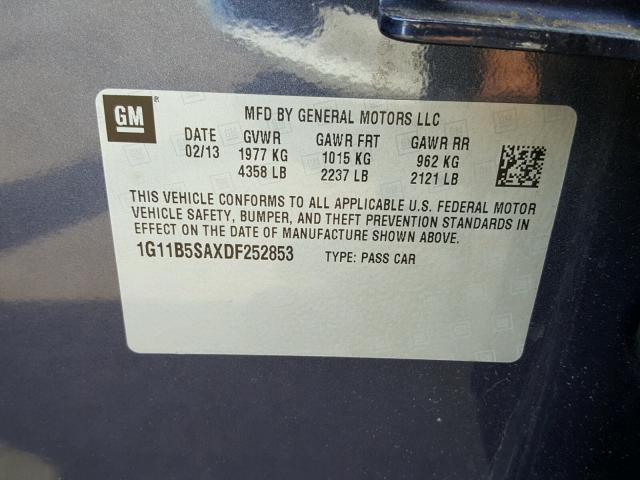 GM
MFD BY GENERAL MOTORS LLC
DATE GVWR GAWR FRT GAWR RR
02/13 1977 KG 1015 KG 962 KG
4358 LB 2237 LB 2121 LB
THIS VEHICLE CONFORMS TO ALL APPLICABLE U.S. FEDERAL MOTOR
VEHICLE SAFETY, BUMPER, AND THEFT PREVENTION STANDARDS IN
EFFECT ON THE DATE OF MANUFACTURE SHOWN ABOVE.
1G11B5SAXDF252853 TYPE: PASS CAR